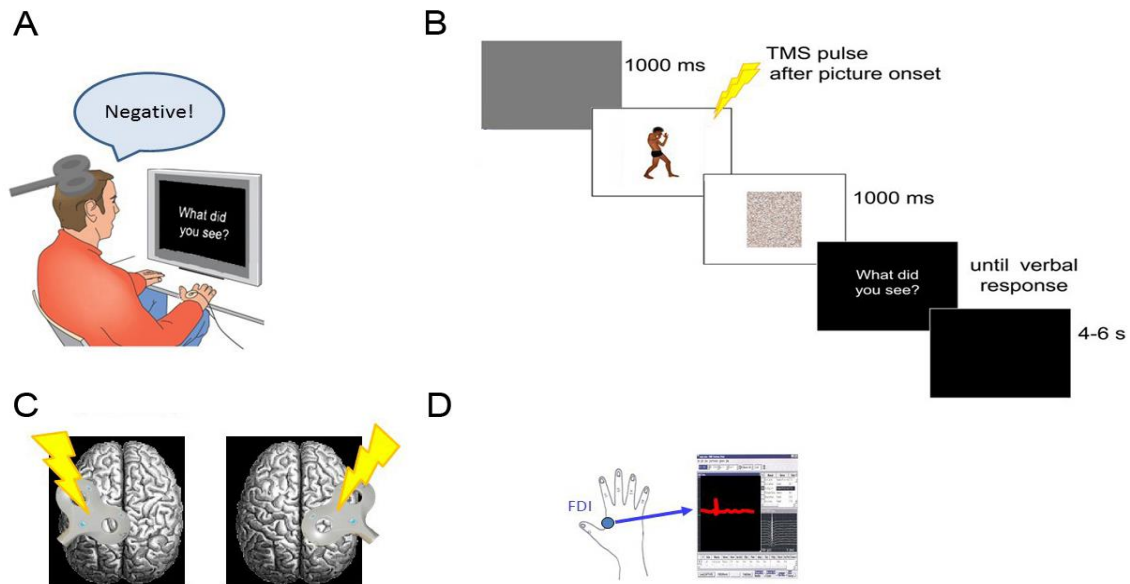 A
Negative!
What did
you see?
B
1000 ms
TMS pulse
after picture onset
1000 ms
What did
you see?
until verbal
response
4-6 s
C
D
FDI